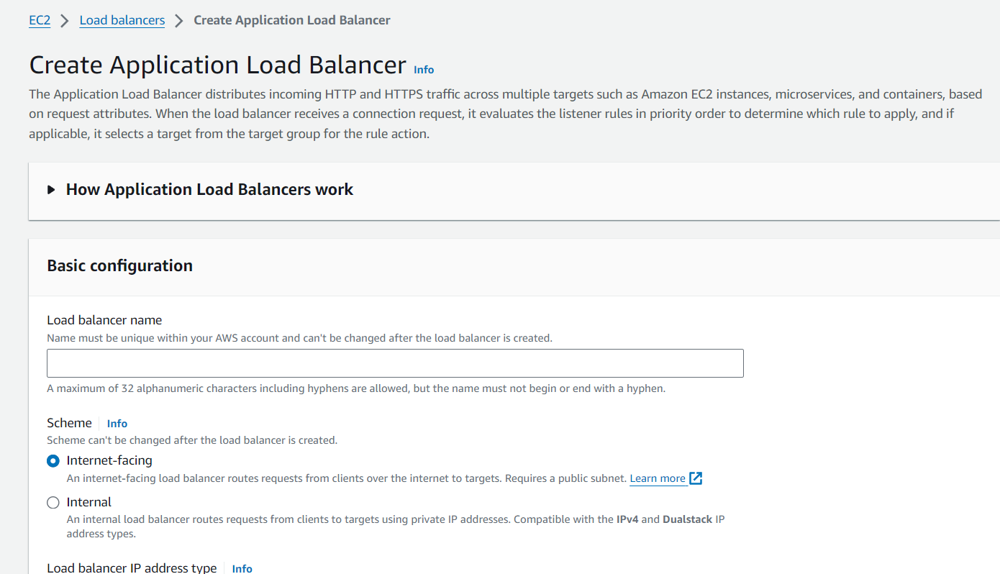 EC2 > Load balancers > Create Application Load Balancer
Create Application Load Balancer Info
The Application Load Balancer distributes incoming HTTP and HTTPS traffic across multiple targets such as Amazon EC2 instances, microservices, and containers, based
on request attributes. When the load balancer receives a connection request, it evaluates the listener rules in priority order to determine which rule to apply, and if
applicable, it selects a target from the target group for the rule action.
How Application Load Balancers work
Basic configuration
Load balancer name
Name must be unique within your AWS account and can't be changed after the load balancer is created.
A maximum of 32 alphanumeric characters including hyphens are allowed, but the name must not begin or end with a hyphen.
Scheme Info
Scheme can't be changed after the load balancer is created.
Internet-facing
An internet-facing load balancer routes requests from clients over the internet to targets. Requires a public subnet. Learn more
Internal
An internal load balancer routes requests from clients to targets using private IP addresses. Compatible with the IPv4 and Dualstack IP
address types.
Load balancer IP address type Info